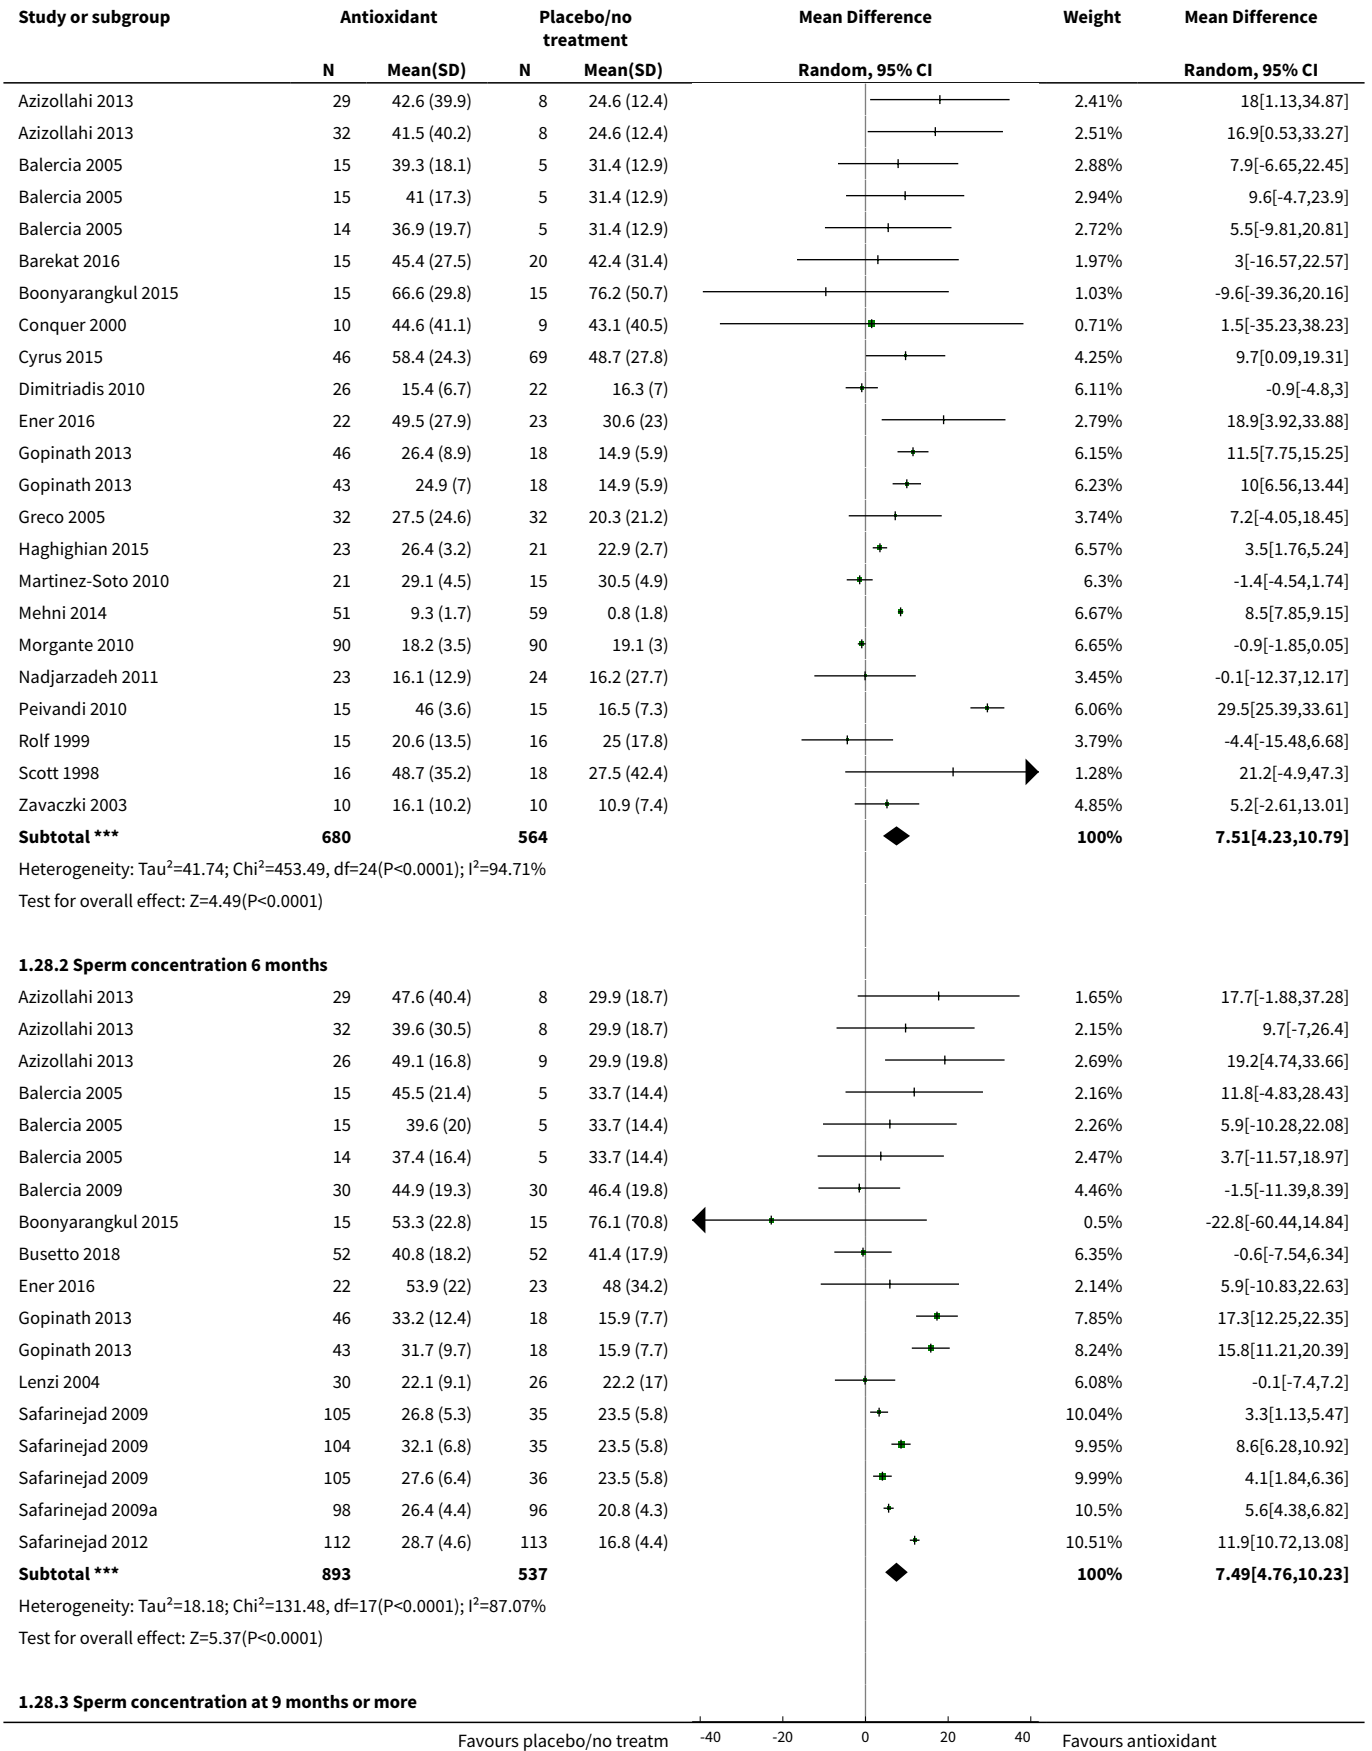 Study or subgroup Antioxidant Placebo/no treatment Mean Difference Weight Mean Difference
N Mean(SD) N Mean(SD) Random, 95% CI Random, 95% CI
Azizollahi 2013 29 42.6 (39.9) 8 24.6 (12.4) 2.41% 18[1.13,34.87]
Azizollahi 2013 32 41.5 (40.2) 8 24.6 (12.4) 2.51% 16.9[0.53,33.27]
Balercia 2005 15 39.3 (18.1) 5 31.4 (12.9) 2.88% 7.9[-6.65,22.45]
Balercia 2005 15 41 (17.3) 5 31.4 (12.9) 2.94% 9.6[-4.7,23.9]
Balercia 2005 14 36.9 (19.7) 5 31.4 (12.9) 2.72% 5.5[-9.81,20.81]
Barekat 2016 15 45.4 (27.5) 20 42.4 (31.4) 1.97% 3[-16.57,22.57]
Boonyarangkul 2015 15 66.6 (29.8) 15 76.2 (50.7) 1.03% -9.6[-39.36,20.16]
Conquer 2000 10 44.6 (41.1) 9 43.1 (40.5) 0.71% 1.5[-35.23,38.23]
Cyrus 2015 46 58.4 (24.3) 69 48.7 (27.8) 4.25% 9.7[0.09,19.31]
Dimitriadis 2010 26 15.4 (6.7) 22 16.3 (7) 6.11% -0.9[-4.8,3]
Ener 2016 22 49.5 (27.9) 23 30.6 (23) 2.79% 18.9[3.92,33.88]
Gopinath 2013 46 26.4 (8.9) 18 14.9 (5.9) 6.15% 11.5[7.75,15.25]
Gopinath 2013 43 24.9 (7) 18 14.9 (5.9) 6.23% 10[6.56,13.44]
Greco 2005 32 27.5 (24.6) 32 20.3 (21.2) 3.74% 7.2[-4.05,18.45]
Haghighian 2015 23 26.4 (3.2) 21 22.9 (2.7) 6.57% 3.5[1.76,5.24]
Martinez-Soto 2010 21 29.1 (4.5) 15 30.5 (4.9) 6.3% -1.4[-4.54,1.74]
Mehni 2014 51 9.3 (1.7) 59 0.8 (1.8) 6.67% 8.5[7.85,9.15]
Morgante 2010 90 18.2 (3.5) 90 19.1 (3) 6.65% -0.9[-1.85,0.05]
Nadjarzadeh 2011 23 16.1 (12.9) 24 16.2 (27.7) 3.45% -0.1[-12.37,12.17]
Peivandi 2010 15 46 (3.6) 15 16.5 (7.3) 6.06% 29.5[25.39,33.61]
Rolf 1999 15 20.6 (13.5) 16 25 (17.8) 3.79% -4.4[-15.48,6.68]
Scott 1998 16 48.7 (35.2) 18 27.5 (42.4) 1.28% 21.2[-4.9,47.3]
Zavaczki 2003 10 16.1 (10.2) 10 10.9 (7.4) 4.85% 5.2[-2.61,13.01]
Subtotal *** 680 564 100% 7.51[4.23,10.79]
Heterogeneity: Tau²=41.74; Chi²=453.49, df=24(P<0.0001); I²=94.71%
Test for overall effect: Z=4.49(P<0.0001)
1.28.2 Sperm concentration 6 months
Azizollahi 2013 29 47.6 (40.4) 8 29.9 (18.7) 1.65% 17.7[-1.88,37.28]
Azizollahi 2013 32 39.6 (30.5) 8 29.9 (18.7) 2.15% 9.7[-7,26.4]
Azizollahi 2013 26 49.1 (16.8) 9 29.9 (19.8) 2.69% 19.2[4.74,33.66]
Balercia 2005 15 45.5 (21.4) 5 33.7 (14.4) 2.16% 11.8[-4.83,28.43]
Balercia 2005 15 39.6 (20) 5 33.7 (14.4) 2.26% 5.9[-10.28,22.08]
Balercia 2005 14 37.4 (16.4) 5 33.7 (14.4) 2.47% 3.7[-11.57,18.97]
Balercia 2009 30 44.9 (19.3) 30 46.4 (19.8) 4.46% -1.5[-11.39,8.39]
Boonyarangkul 2015 15 53.3 (22.8) 15 76.1 (70.8) 0.5% -22.8[-60.44,14.84]
Busetto 2018 52 40.8 (18.2) 52 41.4 (17.9) 6.35% -0.6[-7.54,6.34]
Ener 2016 22 53.9 (22) 23 48 (34.2) 2.14% 5.9[-10.83,22.63]
Gopinath 2013 46 33.2 (12.4) 18 15.9 (7.7) 7.85% 17.3[12.25,22.35]
Gopinath 2013 43 31.7 (9.7) 18 15.9 (7.7) 8.24% 15.8[11.21,20.39]
Lenzi 2004 30 22.1 (9.1) 26 22.2 (17) 6.08% -0.1[-7.4,7.2]
Safarinejad 2009 105 26.8 (5.3) 35 23.5 (5.8) 10.04% 3.3[1.13,5.47]
Safarinejad 2009 104 32.1 (6.8) 35 23.5 (5.8) 9.95% 8.6[6.28,10.92]
Safarinejad 2009 105 27.6 (6.4) 36 23.5 (5.8) 9.99% 4.1[1.84,6.36]
Safarinejad 2009a 98 26.4 (4.4) 96 20.8 (4.3) 10.5% 5.6[4.38,6.82]
Safarinejad 2012 112 28.7 (4.6) 113 16.8 (4.4) 10.51% 11.9[10.72,13.08]
Subtotal *** 893 537 100% 7.49[4.76,10.23]
Heterogeneity: Tau²=18.18; Chi²=131.48, df=17(P<0.0001); I²=87.07%
Test for overall effect: Z=5.37(P<0.0001)
1.28.3 Sperm concentration at 9 months or more
Favours placebo/no treatm -40 -20 0 20 40 Favours antioxidant